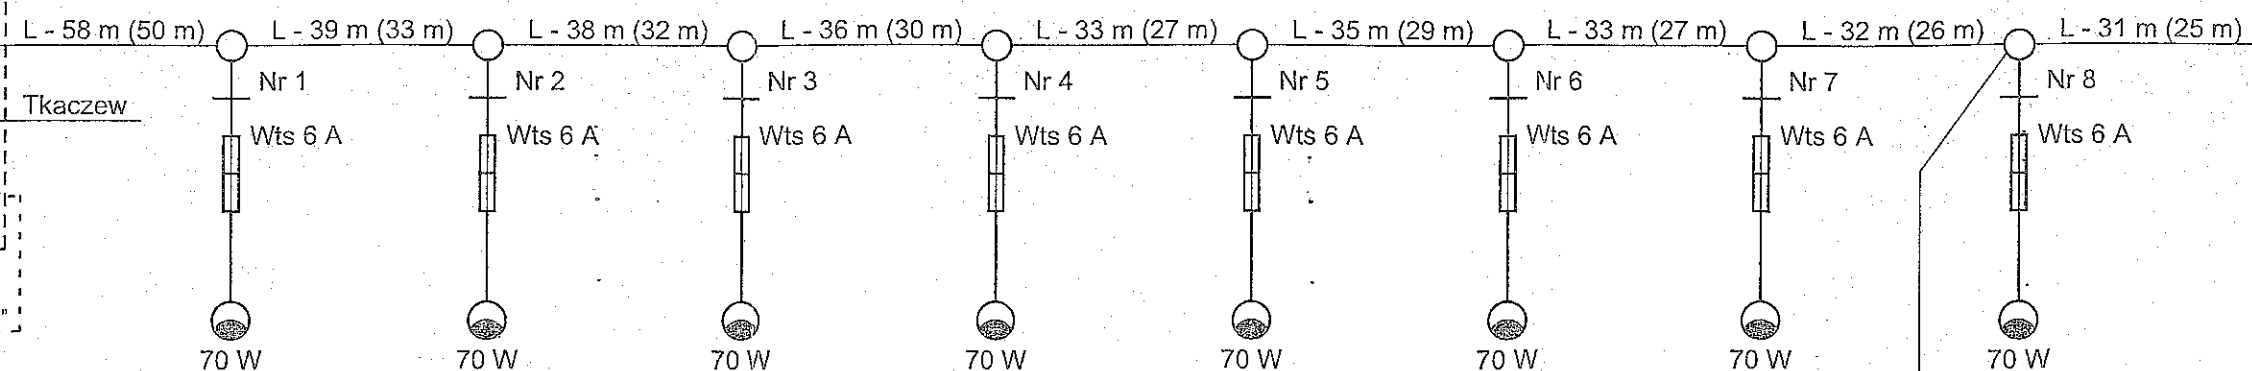 L - 58 m (50 m) L - 39 m (33 m) L - 38 m (32 m) L - 36 m (30 m) L - 33 m (27 m) L - 35 m (29 m) L - 33 m (27 m) L - 32 m (26 m) L - 31 m (25 m)
Nr 1 Nr 2 Nr 3 Nr 4 Nr 5 Nr 6 Nr 7 Nr 8
Tkaczew
Wts 6 A Wts 6 A Wts 6 A Wts 6 A Wts 6 A Wts 6 A Wts 6 A Wts 6 A
70 W 70 W 70 W 70 W 70 W 70 W 70 W 70 W